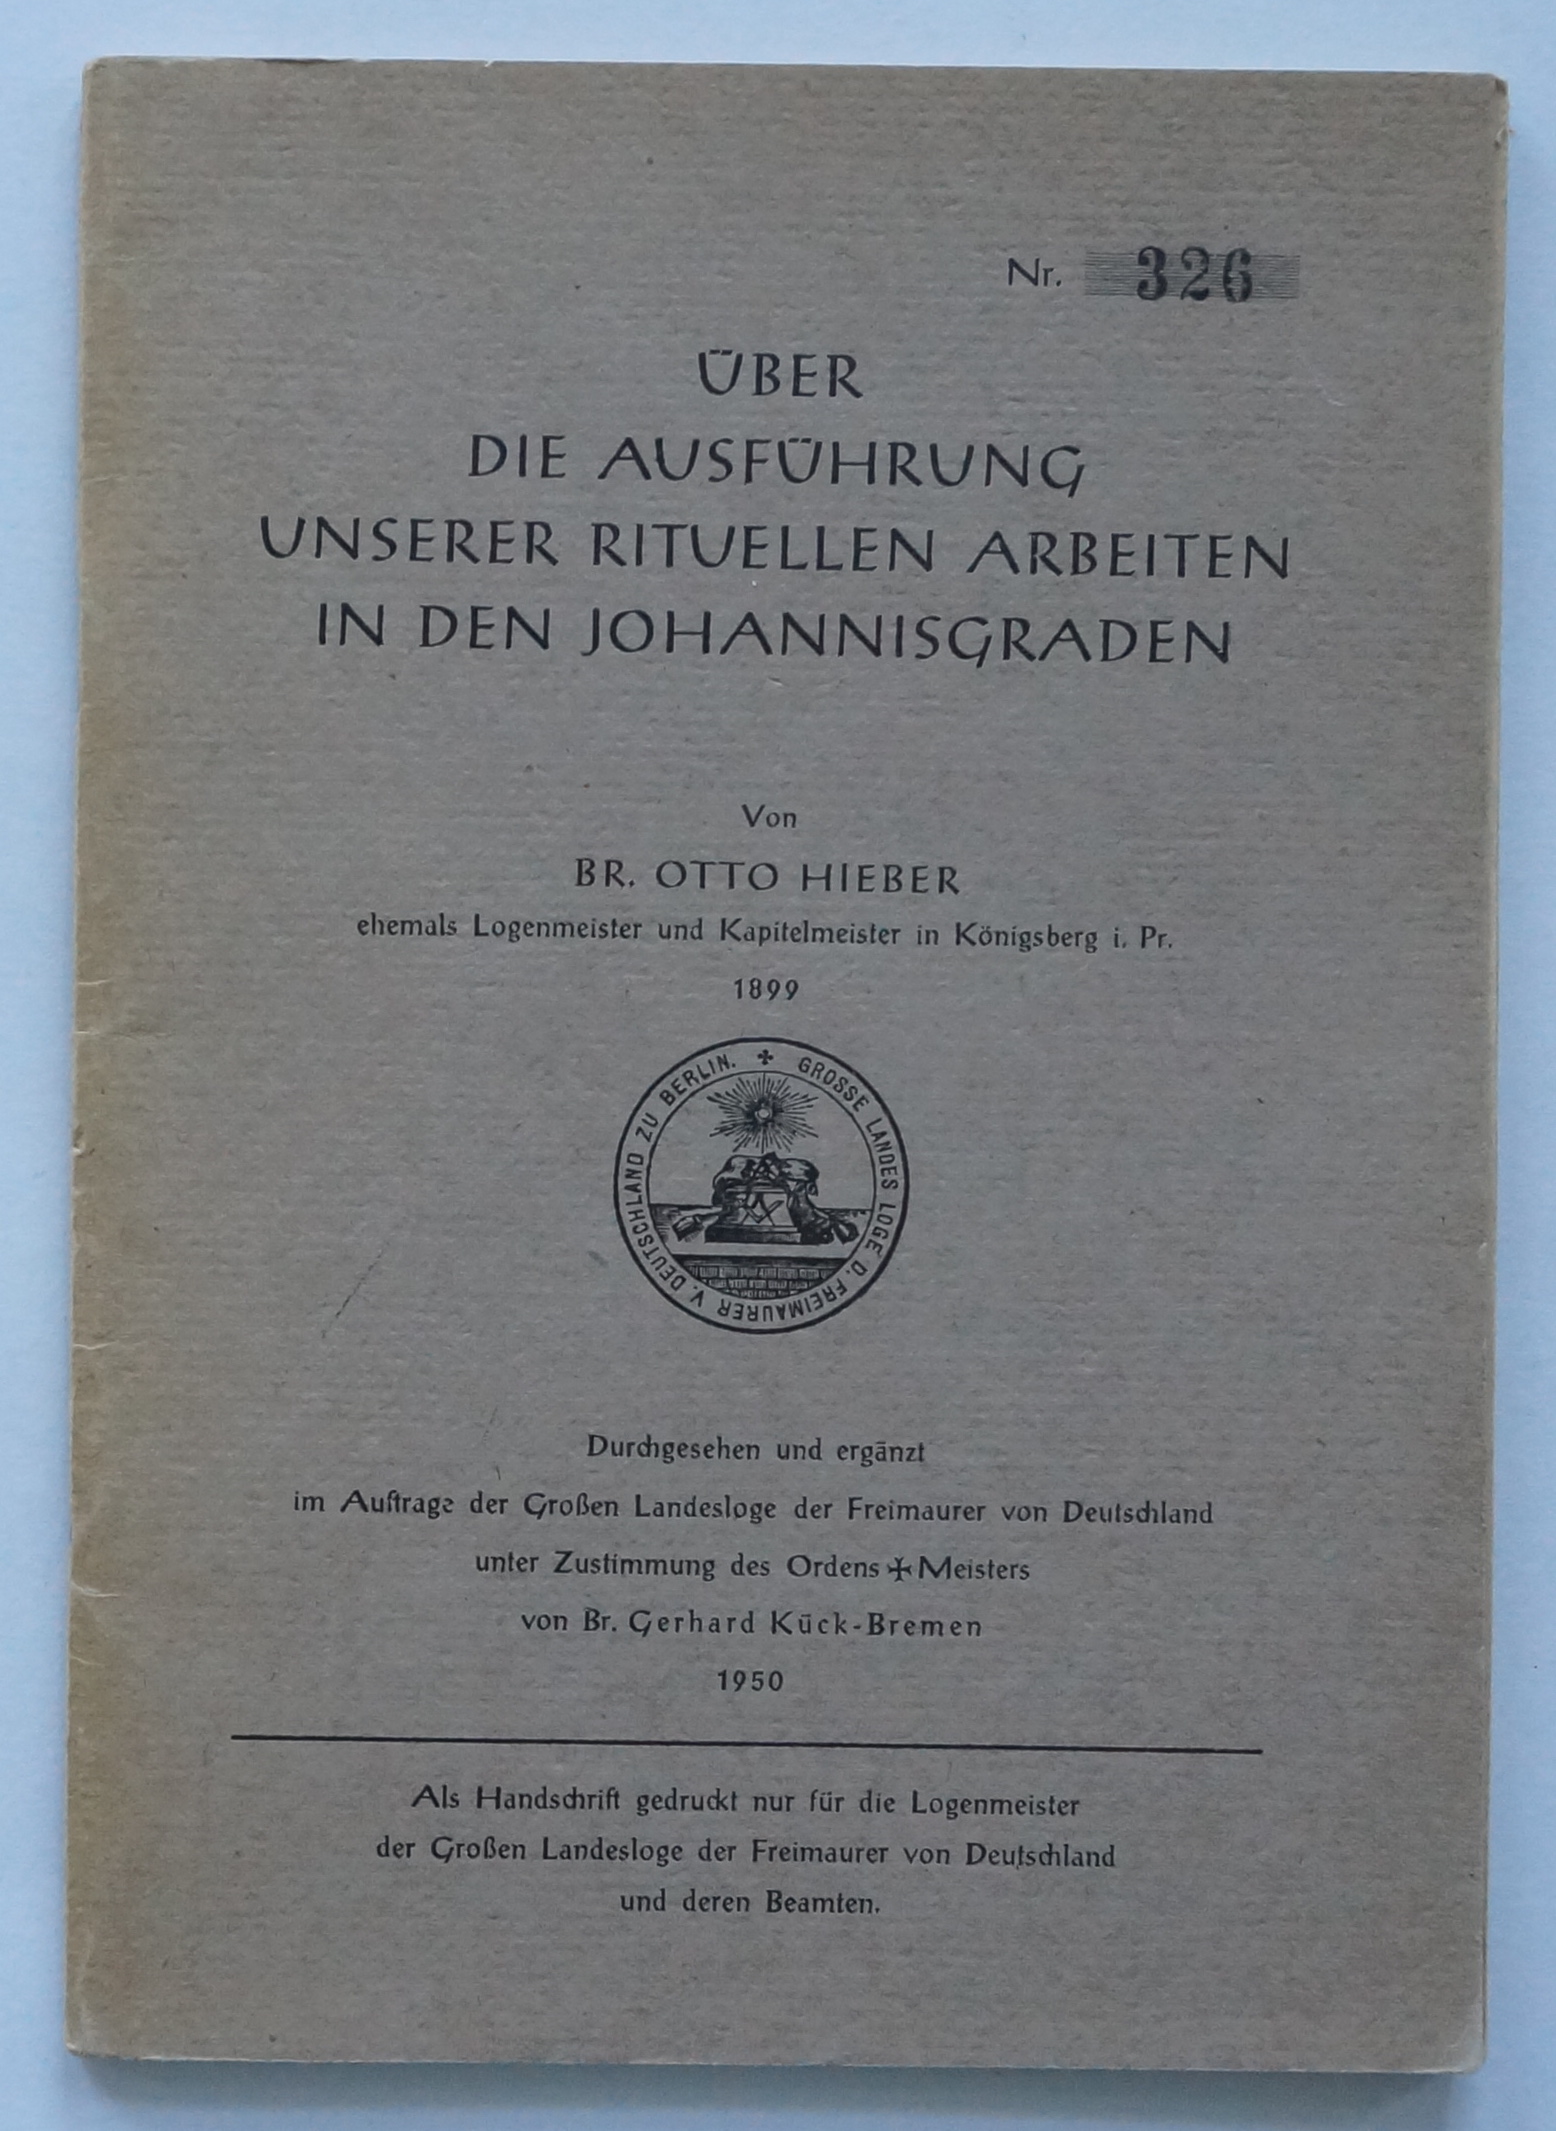 Nr. 326
ÜBER
DIE AUSFÜHRUNG
UNSERER RITUELLEN ARBEITEN
IN DEN JOHANNISGRADEN
Von
BR. OTTO HIEBER
ehemals Logenmeister und Kapitelmeister in Königsberg i. Pr.
1899
GROSSE LANDES LOGE D. FREIMAURER V. DEUTSCHLAND ZU BERLIN.
Durchgesehen und ergänzt
im Auftrage der Großen Landesloge der Freimaurer von Deutschland
unter Zustimmung des Ordens✠Meisters
von Br. Gerhard Kück-Bremen
1950
Als Handschrift gedruckt nur für die Logenmeister
der Großen Landesloge der Freimaurer von Deutschland
und deren Beamten.